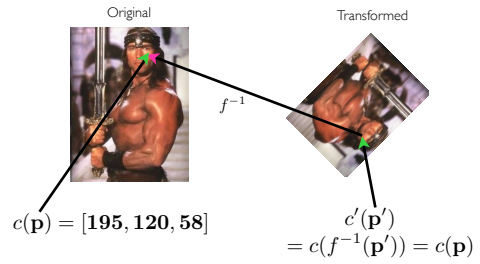 Original
Transformed
f⁻¹
c(p) = [195, 120, 58]
c′(p′)
= c(f⁻¹(p′)) = c(p)